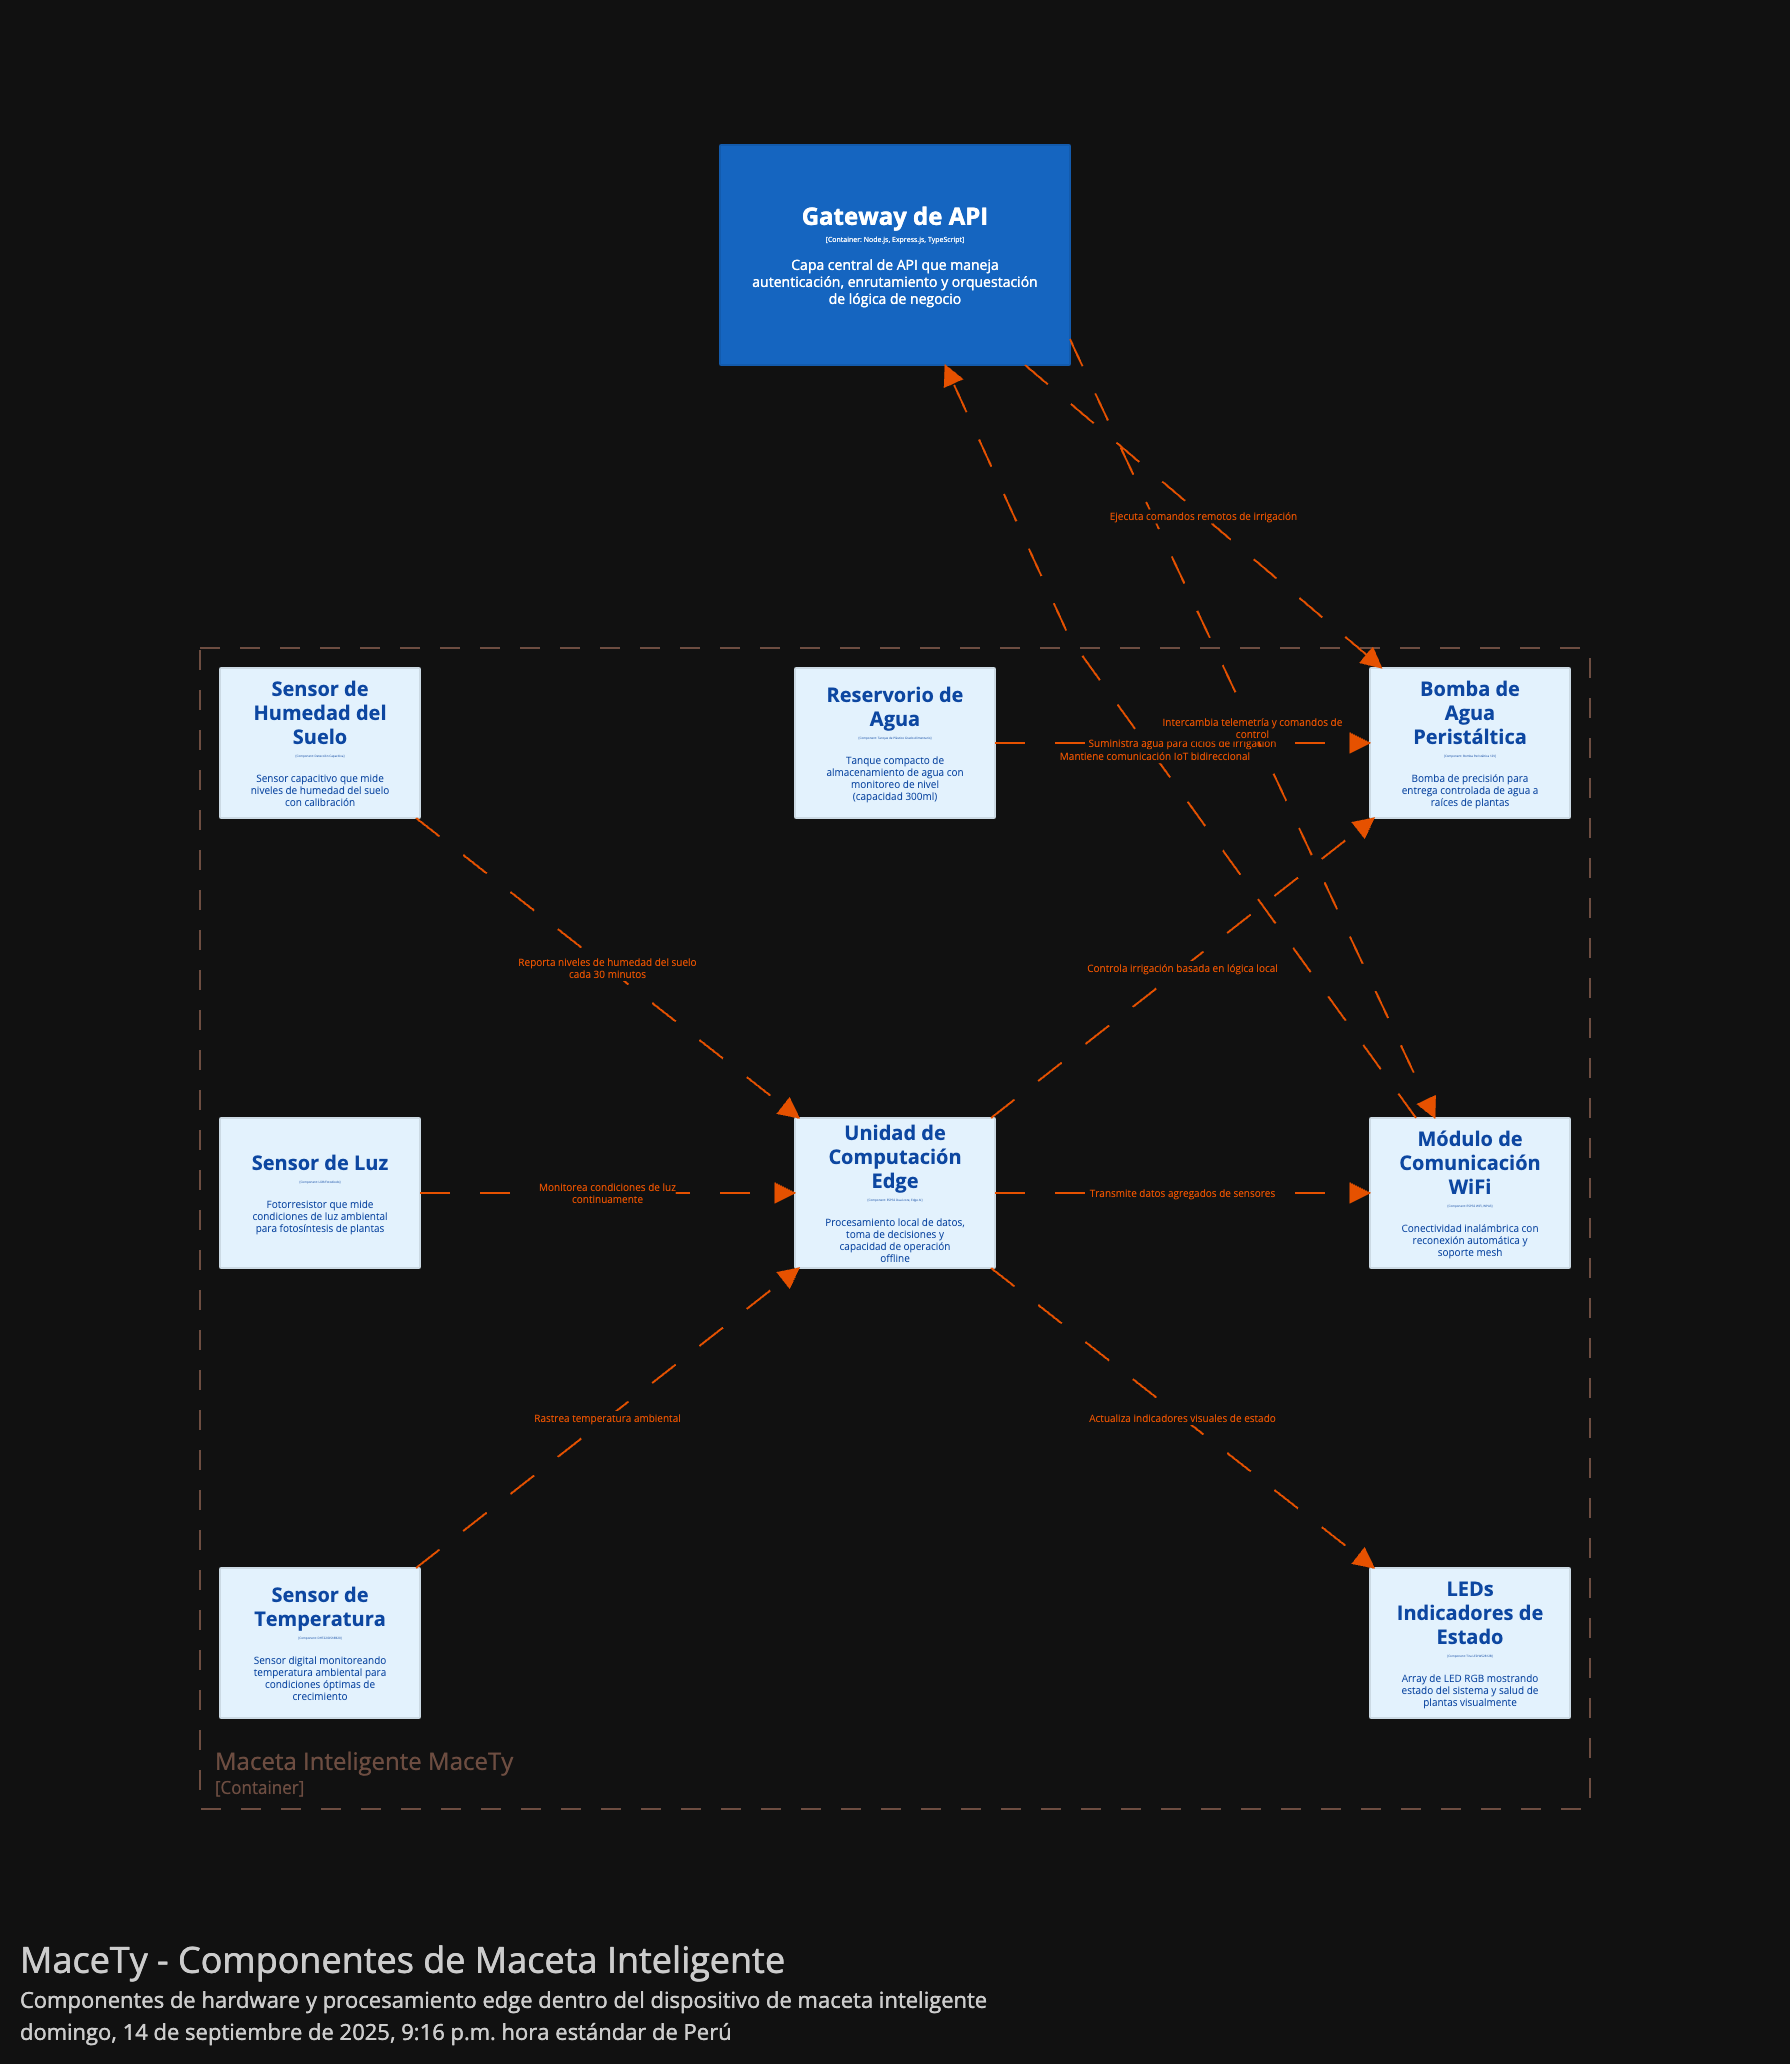 Gateway de API
[Container: Node.js, Express.js, TypeScript]
Capa central de API que maneja
autenticación, enrutamiento y orquestación
de lógica de negocio
Ejecuta comandos remotos de irrigación
Sensor de
Humedad del
Suelo
Sensor capacitivo que mide
niveles de humedad del suelo
con calibración
Reservorio de
Agua
Tanque compacto de
almacenamiento de agua con
monitoreo de nivel
(capacidad 300ml)
Intercambia telemetría y comandos de
control
Suministra agua para ciclos de irrigación
Mantiene comunicación IoT bidireccional
Bomba de
Agua
Peristáltica
Bomba de precisión para
entrega controlada de agua a
raíces de plantas
Reporta niveles de humedad del suelo
cada 30 minutos
Controla irrigación basada en lógica local
Sensor de Luz
Fotorresistor que mide
condiciones de luz ambiental
para fotosíntesis de plantas
Monitorea condiciones de luz
continuamente
Unidad de
Computación
Edge
Procesamiento local de datos,
toma de decisiones y
capacidad de operación
offline
Transmite datos agregados de sensores
Módulo de
Comunicación
WiFi
Conectividad inalámbrica con
reconexión automática y
soporte mesh
Rastrea temperatura ambiental
Actualiza indicadores visuales de estado
Sensor de
Temperatura
Sensor digital monitoreando
temperatura ambiental para
condiciones óptimas de
crecimiento
LEDs
Indicadores de
Estado
Array de LED RGB mostrando
estado del sistema y salud de
plantas visualmente
Maceta Inteligente MaceTy
[Container]
MaceTy - Componentes de Maceta Inteligente
Componentes de hardware y procesamiento edge dentro del dispositivo de maceta inteligente
domingo, 14 de septiembre de 2025, 9:16 p.m. hora estándar de Perú